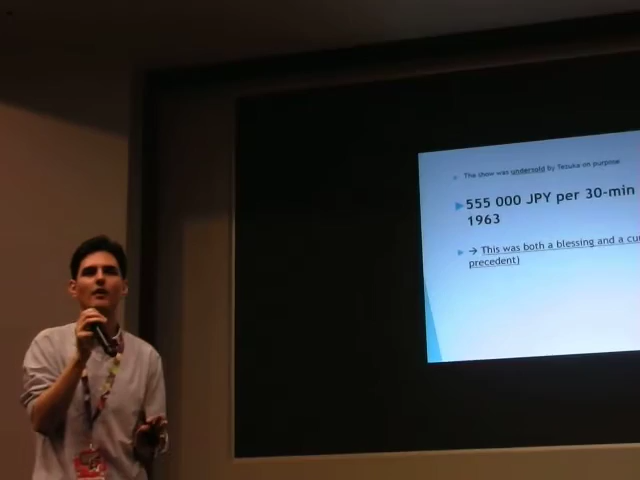 The show was undersold by Tezuka on purpose
555 000 JPY per 30-min
1963
→ This was both a blessing and a cu
precedent)